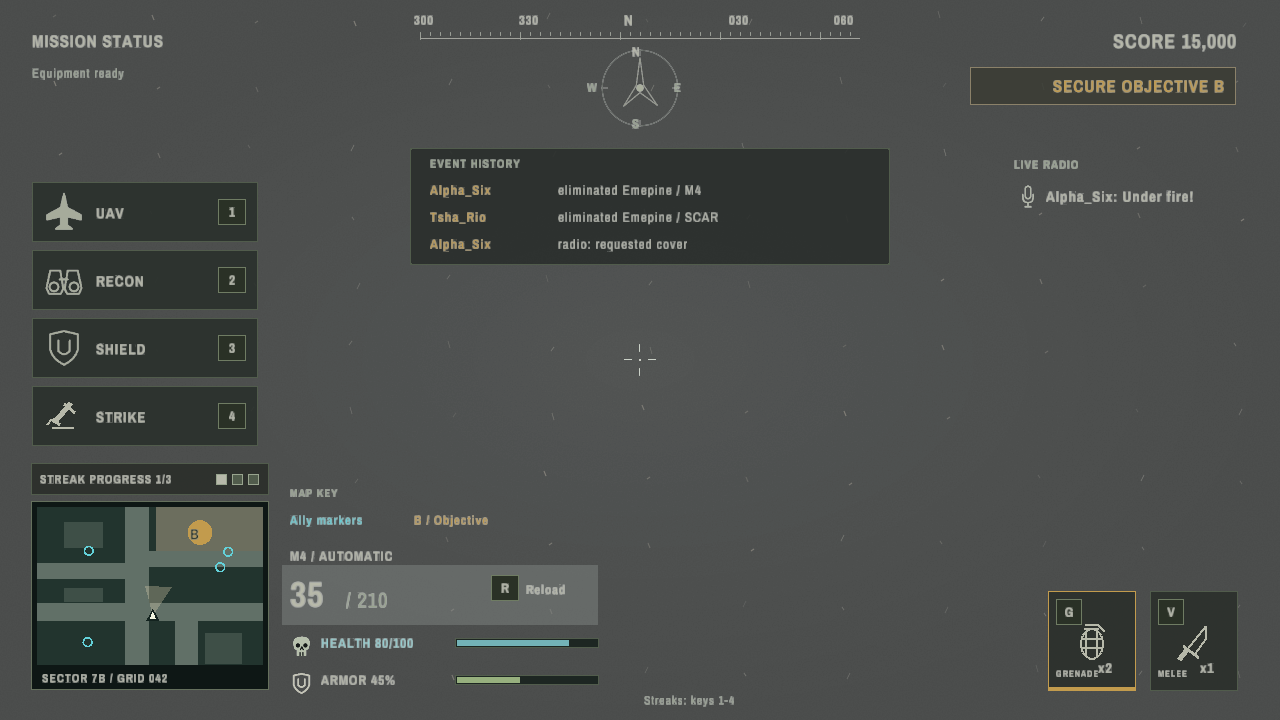 300 330 N 030 060
MISSION STATUS
Equipment ready
N
W E
S
SCORE 15,000
SECURE OBJECTIVE B
EVENT HISTORY
Alpha_Six eliminated Emepine / M4
Tsha_Rio eliminated Emepine / SCAR
Alpha_Six radio: requested cover
LIVE RADIO
Alpha_Six: Under fire!
UAV 1
RECON 2
U SHIELD 3
STRIKE 4
STREAK PROGRESS 1/3
B
SECTOR 7B / GRID 042
MAP KEY
Ally markers B / Objective
M4 / AUTOMATIC
35 / 210 R Reload
HEALTH 80/100
U ARMOR 45%
Streaks: keys 1-4
G
GRENADE x2
V
MELEE x1